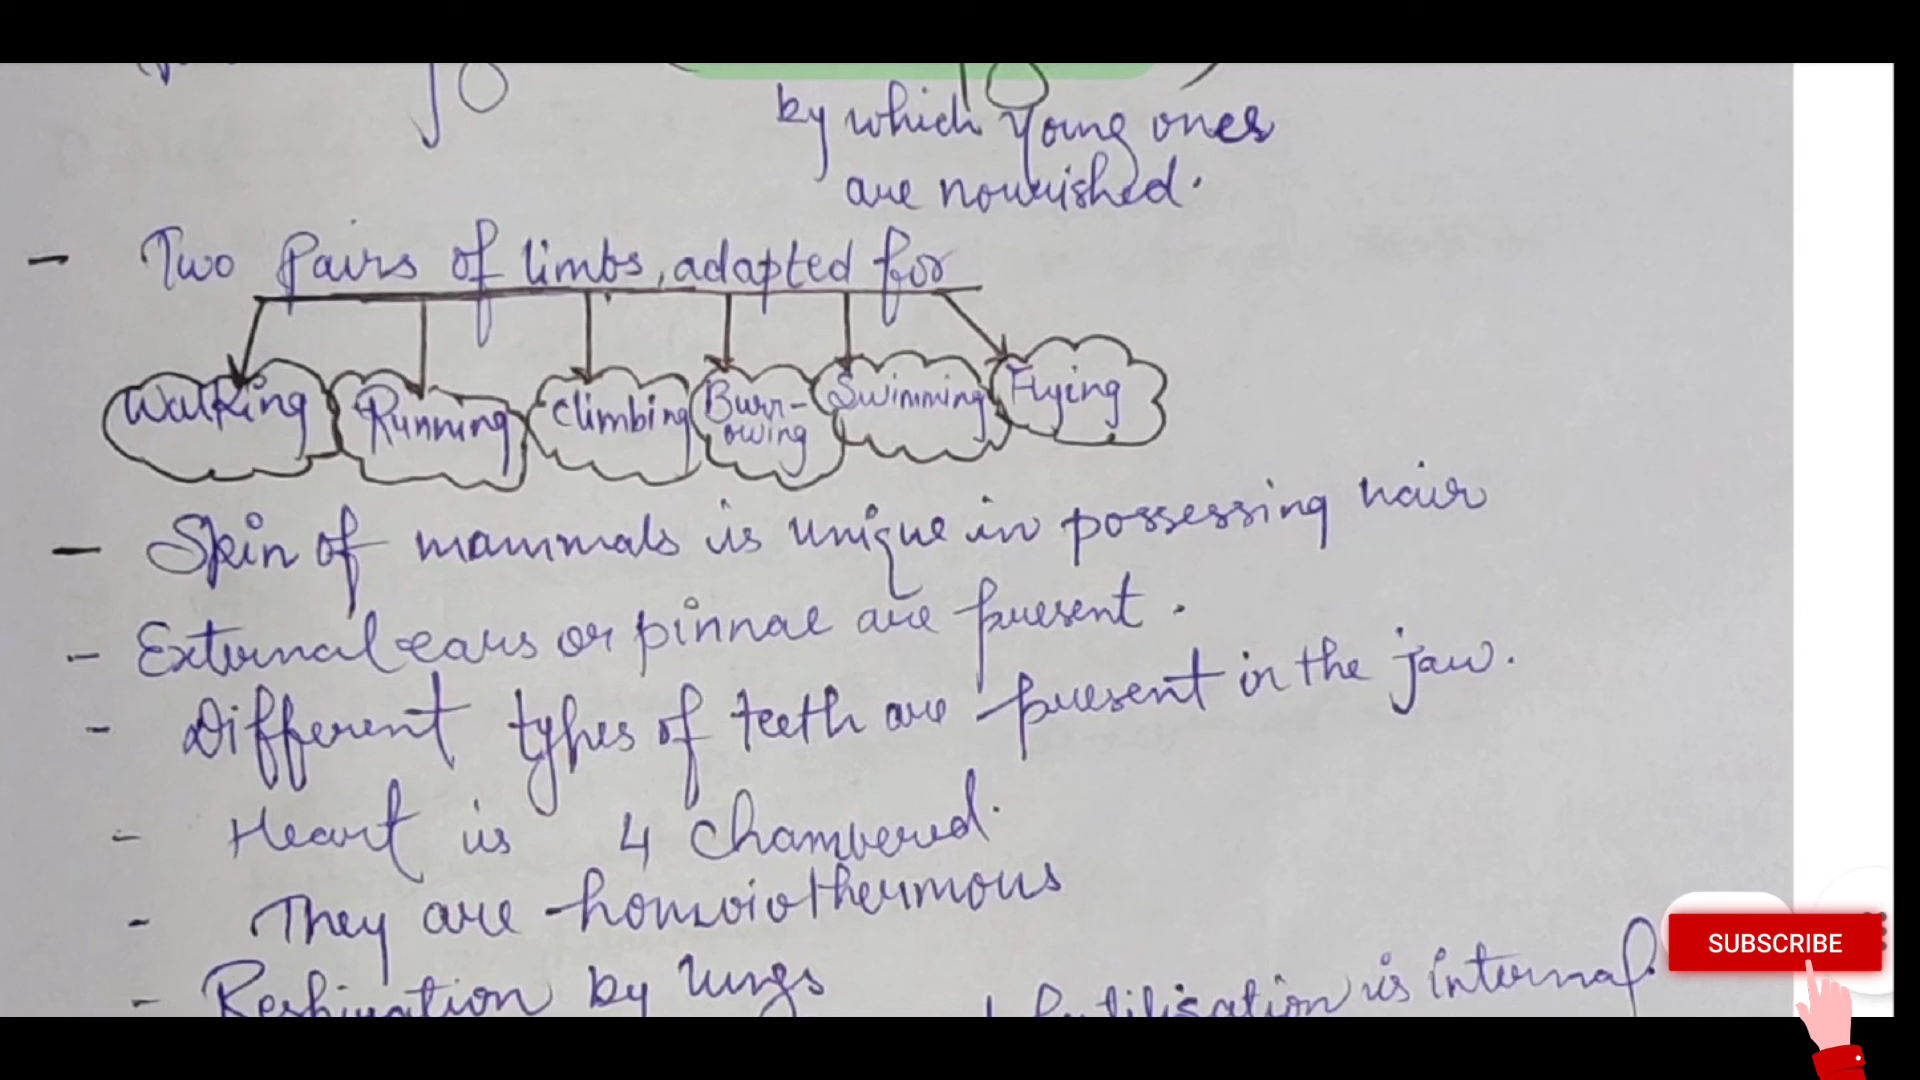 by which young ones
are nourished.
- Two pairs of limbs, adapted for
Walking Running climbing Burr-owing Swimming Flying
- Skin of mammals is unique in possessing hair
- External ears or pinnae are present.
- Different types of teeth are present in the jaw.
- Heart is 4 chambered.
- They are homoiothermous
- Respiration by lungs
futilisation is internal.
SUBSCRIBE